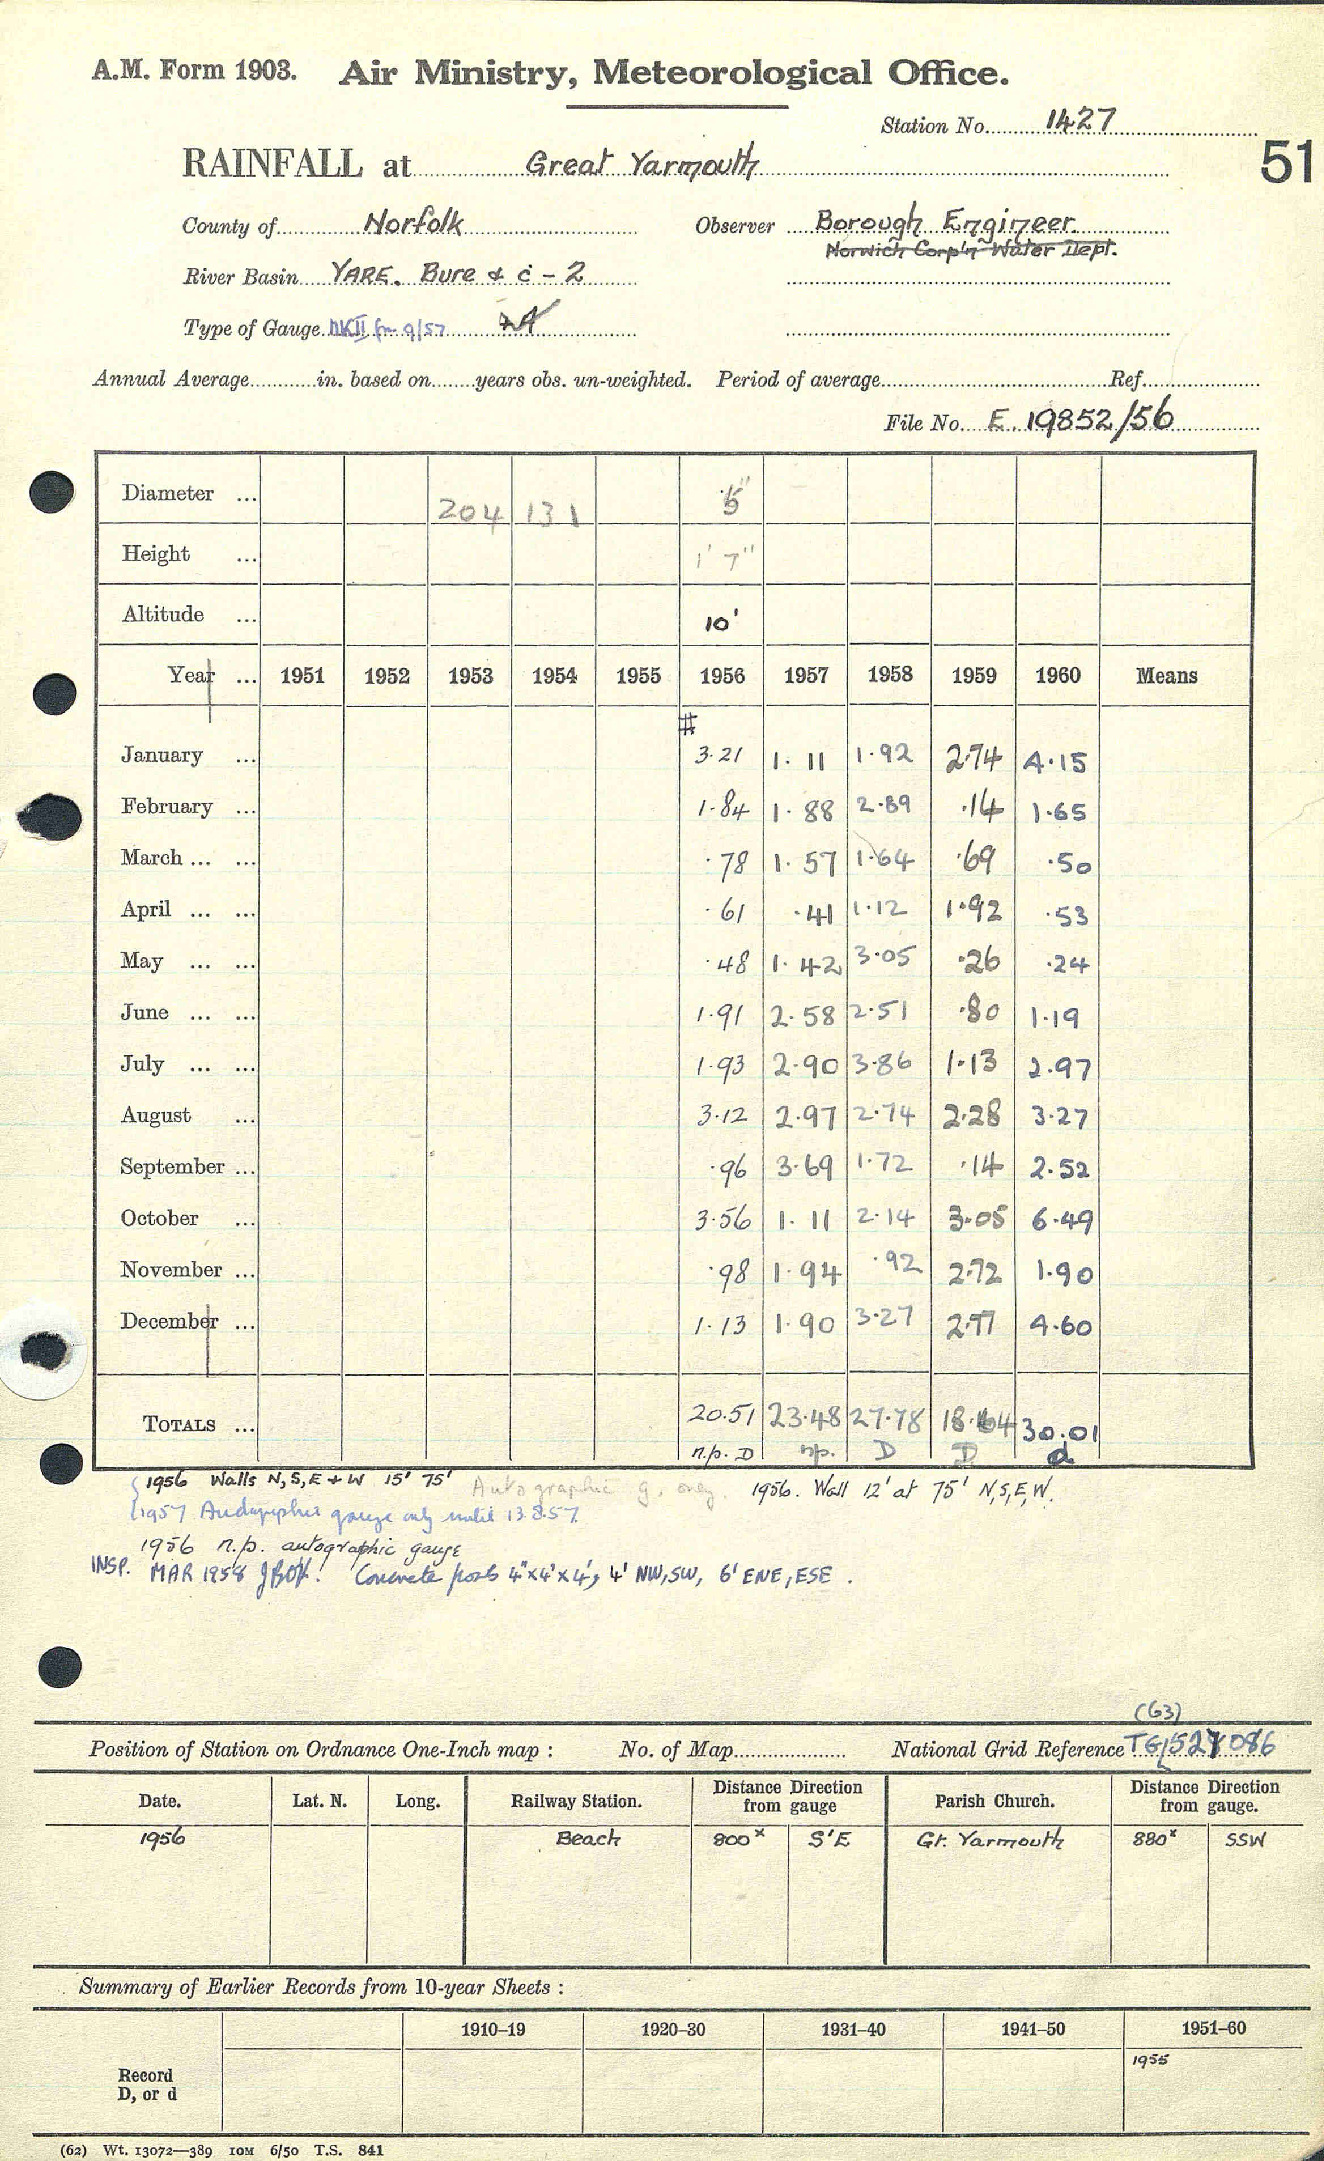 A.M. Form 1903. Air Ministry, Meteorological Office.
Station No. 1427
51
RAINFALL at Great Yarmouth
County of Norfolk Observer Borough Engineer
Norwich Corp'n Water Dept.
River Basin YARE. Bure & c - 2
Type of Gauge MKII fm 9/57
Annual Average in. based on years obs. un-weighted. Period of average Ref.
File No. E. 19852/56
Diameter ... 204 131 5"
Height ... 1' 7"
Altitude ... 10'
Year ... 1951 1952 1953 1954 1955 1956 1957 1958 1959 1960 Means
#
January ... 3.21 1.11 1.92 2.74 4.15
February ... 1.84 1.88 2.89 .14 1.65
March ... ... .78 1.57 1.64 .69 .50
April ... ... .61 .41 1.12 1.92 .53
May ... ... .48 1.42 3.05 .26 .24
June ... ... 1.91 2.58 2.51 .80 1.19
July ... ... 1.93 2.90 3.86 1.13 2.97
August ... 3.12 2.97 2.74 2.28 3.27
September ... .96 3.69 1.72 .14 2.52
October ... 3.56 1.11 2.14 3.05 6.49
November ... .98 1.94 .92 2.72 1.90
December ... 1.13 1.90 3.27 2.77 4.60
TOTALS ... 20.51 23.48 27.78 18.64 30.01
n.p. D n.p. D D d
1956 Walls N,S,E + W 15' 75' Autographic g. only. 1956. Wall 12' at 75' N,S,E,W.
1957 Autographic gauge only until 13.8.57
1956 n.p. autographic gauge
INSP. MAR 1958 Concrete posts 4"x4'x4', 4' NW,SW, 6' ENE,ESE.
(63)
Position of Station on Ordnance One-Inch map : No. of Map National Grid Reference TG 527086
Date. Lat. N. Long. Railway Station. Distance from gauge Direction Parish Church. Distance from gauge. Direction
1956 Beach 800x S'E Gt. Yarmouth 880x SSW
Summary of Earlier Records from 10-year Sheets :
1910–19 1920–30 1931–40 1941–50 1951–60
1955
Record
D, or d
(62) Wt. 13072—389 10M 6/50 T.S. 841